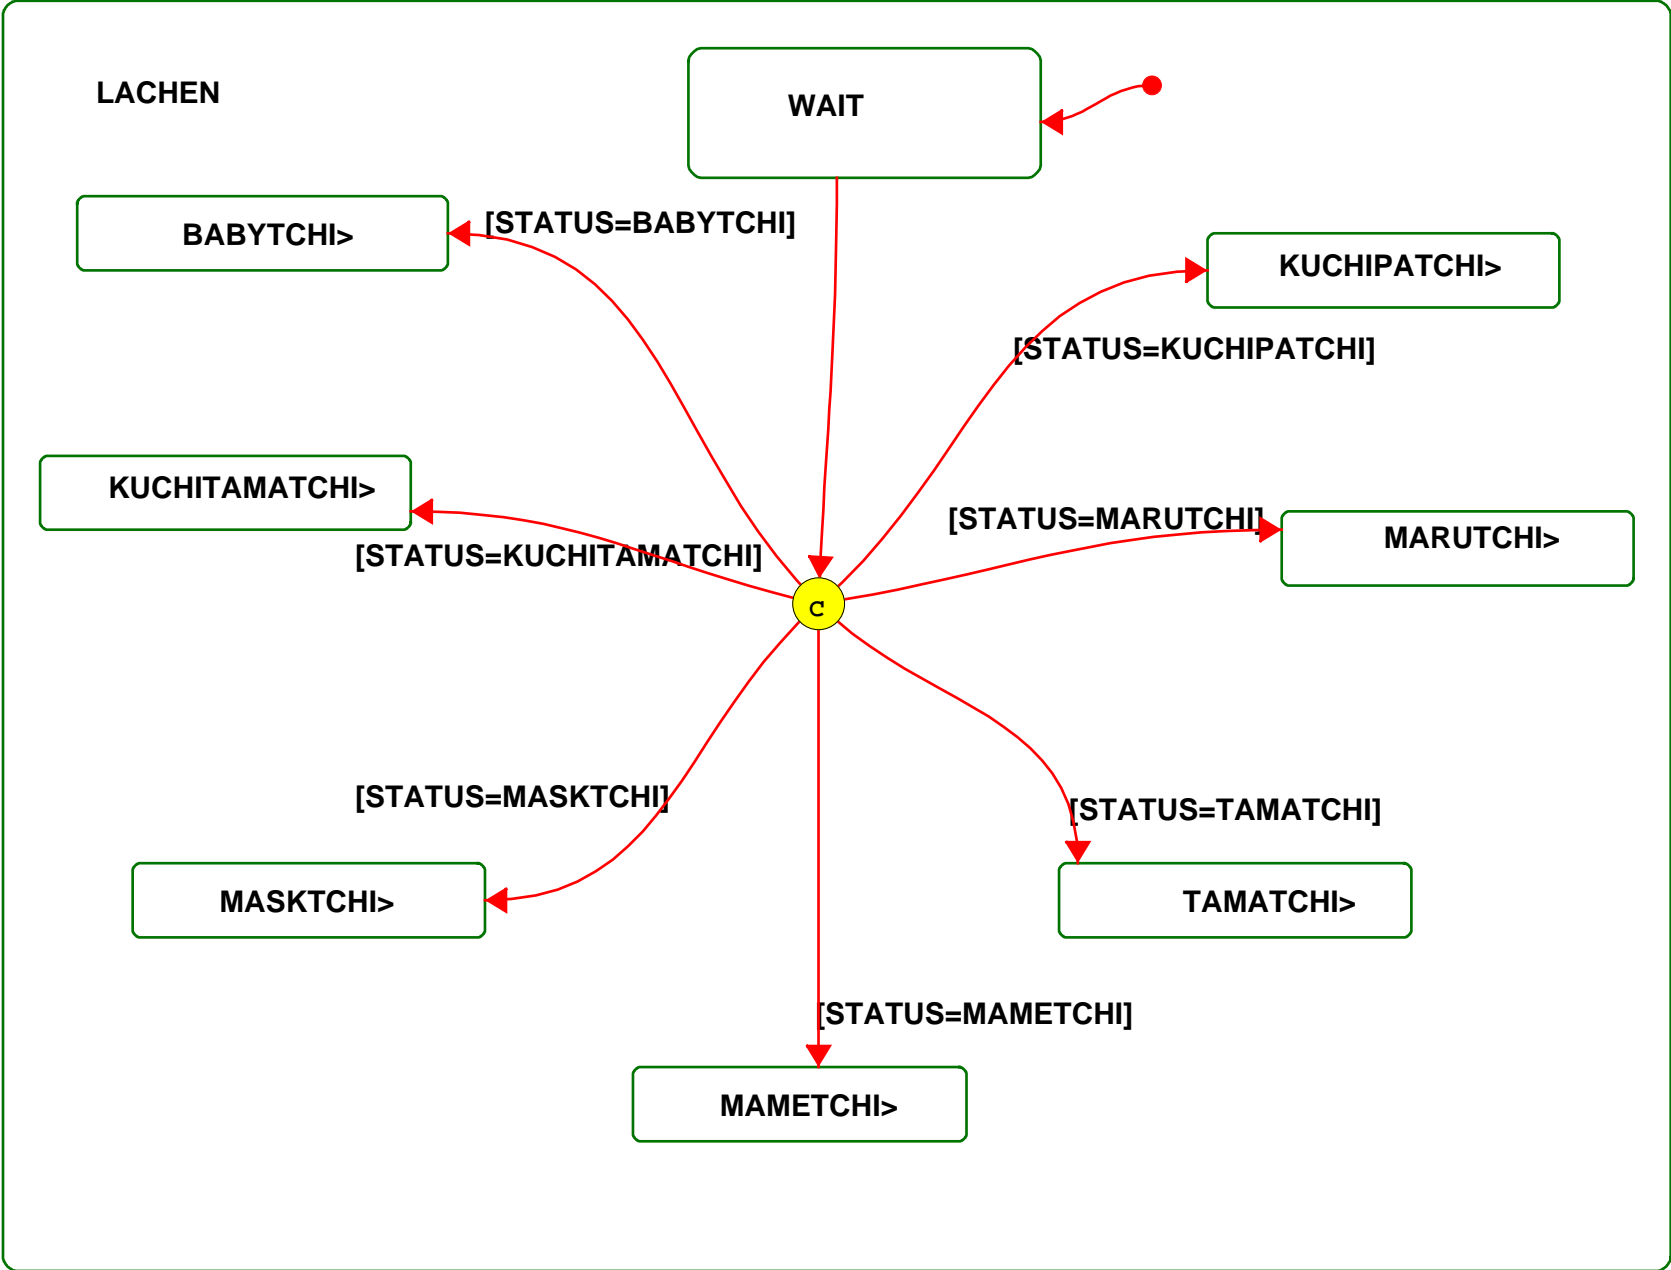 LACHEN
WAIT
BABYTCHI>
[STATUS=BABYTCHI]
KUCHIPATCHI>
[STATUS=KUCHIPATCHI]
KUCHITAMATCHI>
[STATUS=KUCHITAMATCHI]
[STATUS=MARUTCHI]
MARUTCHI>
C
[STATUS=MASKTCHI]
[STATUS=TAMATCHI]
MASKTCHI>
TAMATCHI>
[STATUS=MAMETCHI]
MAMETCHI>